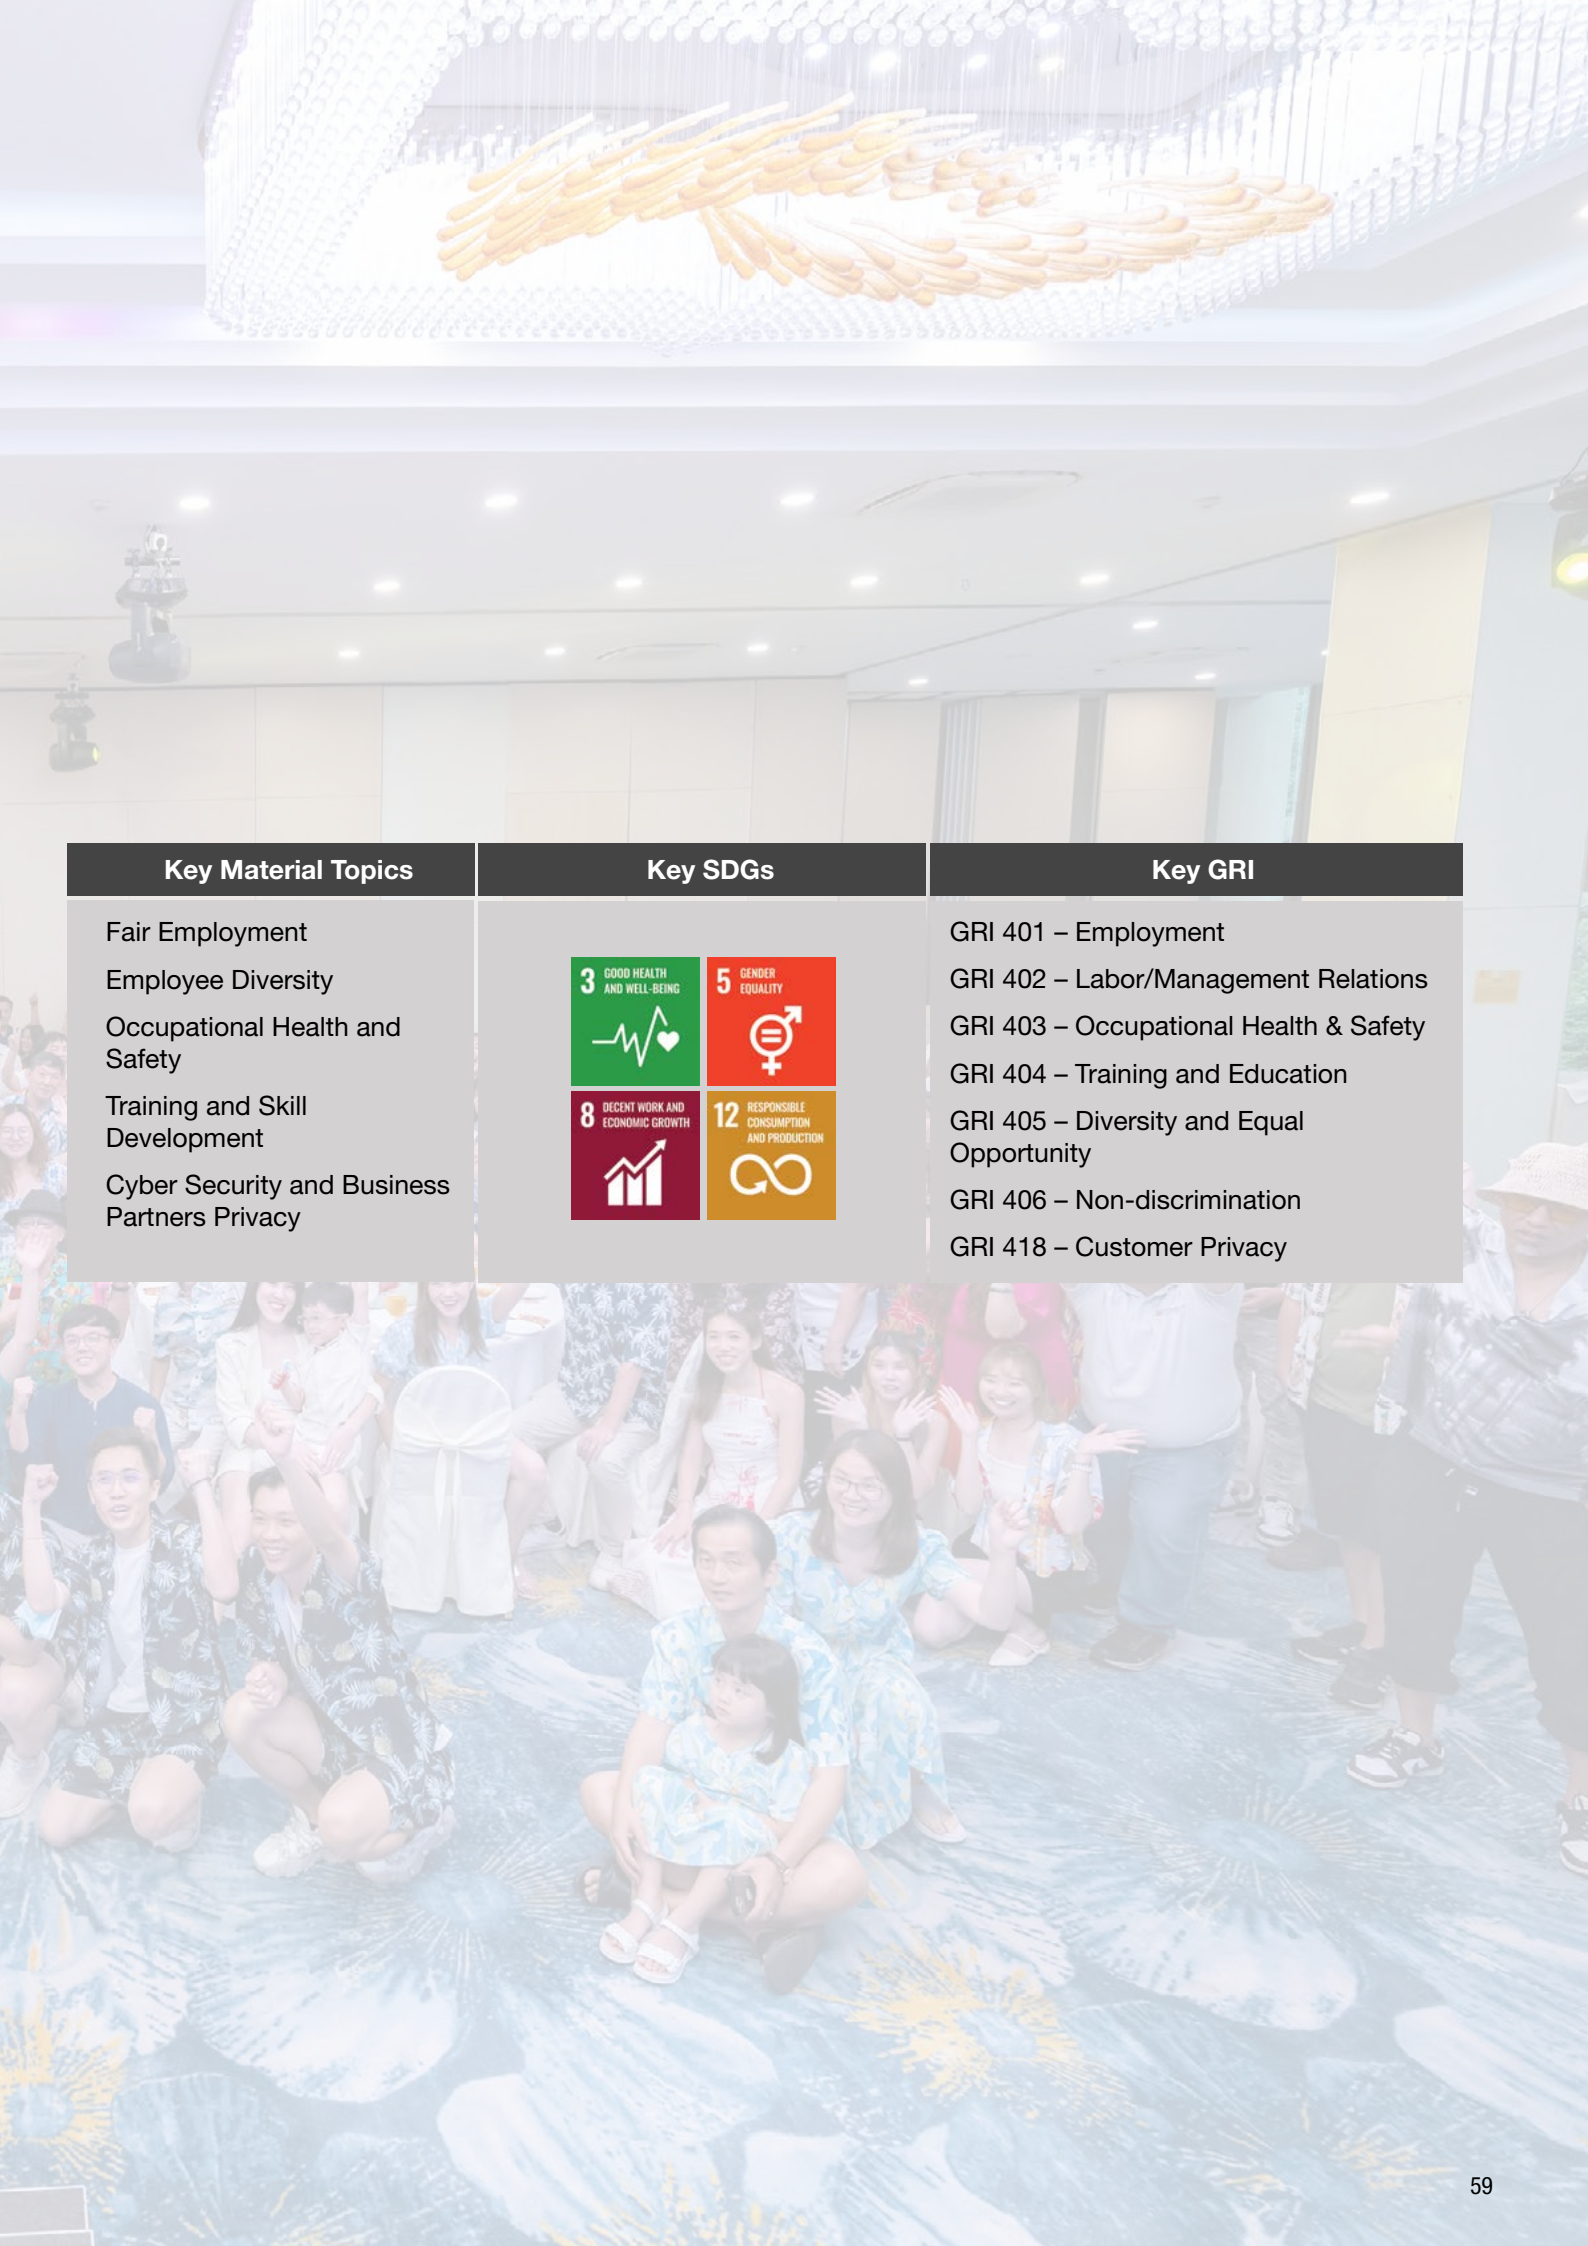 Key Material Topics
Key SDGs
Key GRI
Fair Employment
Employee Diversity
Occupational Health and
Safety
Training and Skill
Development
Cyber Security and Business
Partners Privacy
3 GOOD HEALTH
AND WELL-BEING
5 GENDER
EQUALITY
8 DECENT WORK AND
ECONOMIC GROWTH
12 RESPONSIBLE
CONSUMPTION
AND PRODUCTION
GRI 401 – Employment
GRI 402 – Labor/Management Relations
GRI 403 – Occupational Health & Safety
GRI 404 – Training and Education
GRI 405 – Diversity and Equal
Opportunity
GRI 406 – Non-discrimination
GRI 418 – Customer Privacy
59